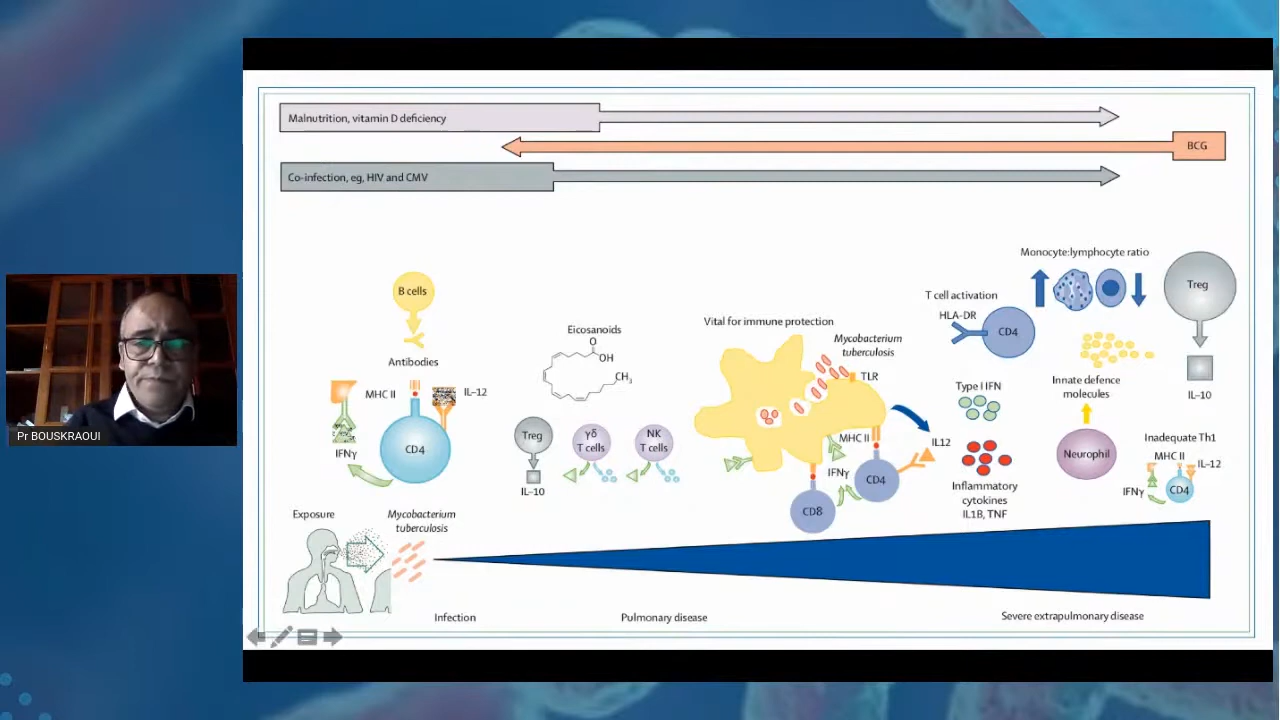 Malnutrition, vitamin D deficiency
BCG
Co-infection, eg, HIV and CMV
Monocyte:lymphocyte ratio
Treg
IL-10
T cell activation
HLA-DR
CD4
B cells
Antibodies
MHC II
IL-12
IFNγ
CD4
Eicosanoids
O
OH
CH3
Treg
IL-10
γδ
T cells
NK
T cells
Vital for immune protection
Mycobacterium
tuberculosis
TLR
MHC II
IL12
IFNγ
CD4
CD8
Type I IFN
Inflammatory
cytokines
IL1B, TNF
Innate defence
molecules
Neurophil
Inadequate Th1
MHC II
IL-12
IFNγ
CD4
Exposure
Mycobacterium
tuberculosis
Infection
Pulmonary disease
Severe extrapulmonary disease
Pr BOUSKRAOUI